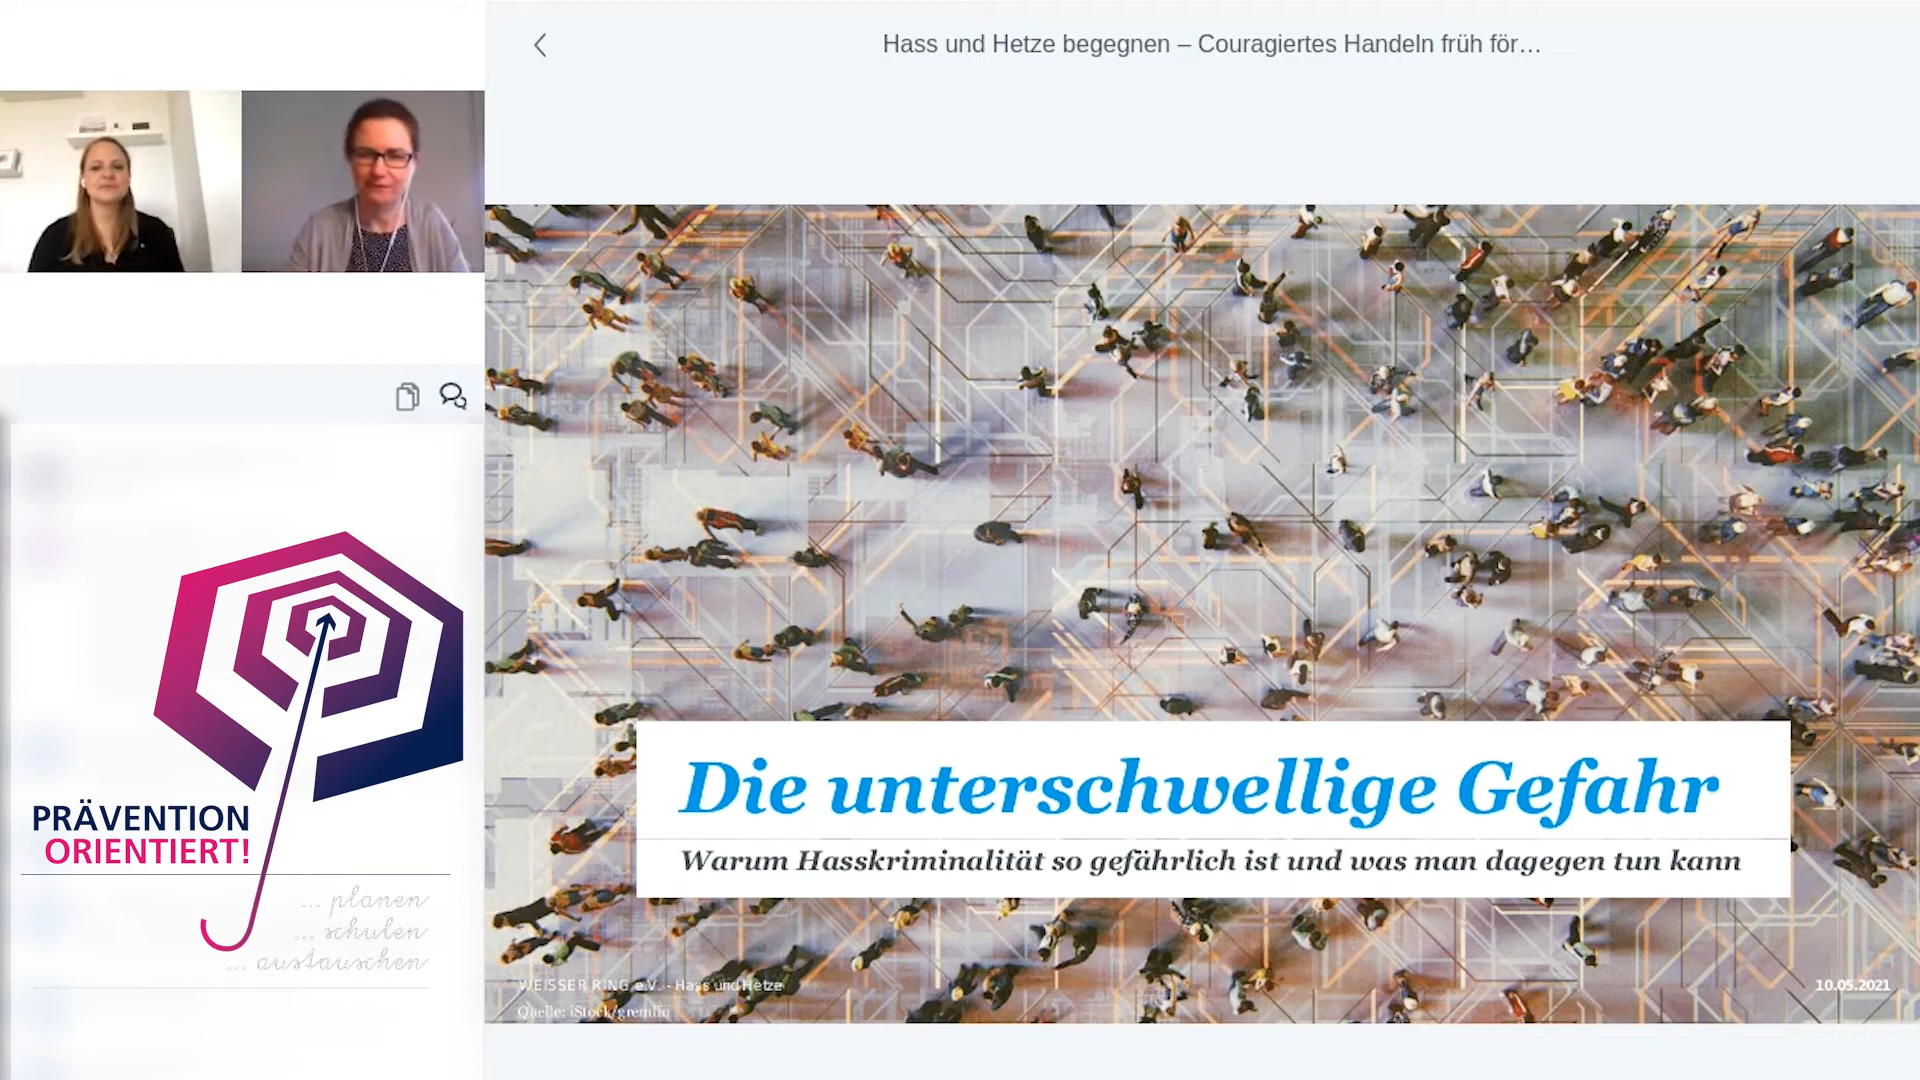 Hass und Hetze begegnen – Couragiertes Handeln früh för…
PRÄVENTION
ORIENTIERT!
... planen
... schulen
... austauschen
Die unterschwellige Gefahr
Warum Hasskriminalität so gefährlich ist und was man dagegen tun kann
WEISSER RING e.V. - Hass und Hetze
10.05.2021
Quelle: iStock/gremlin